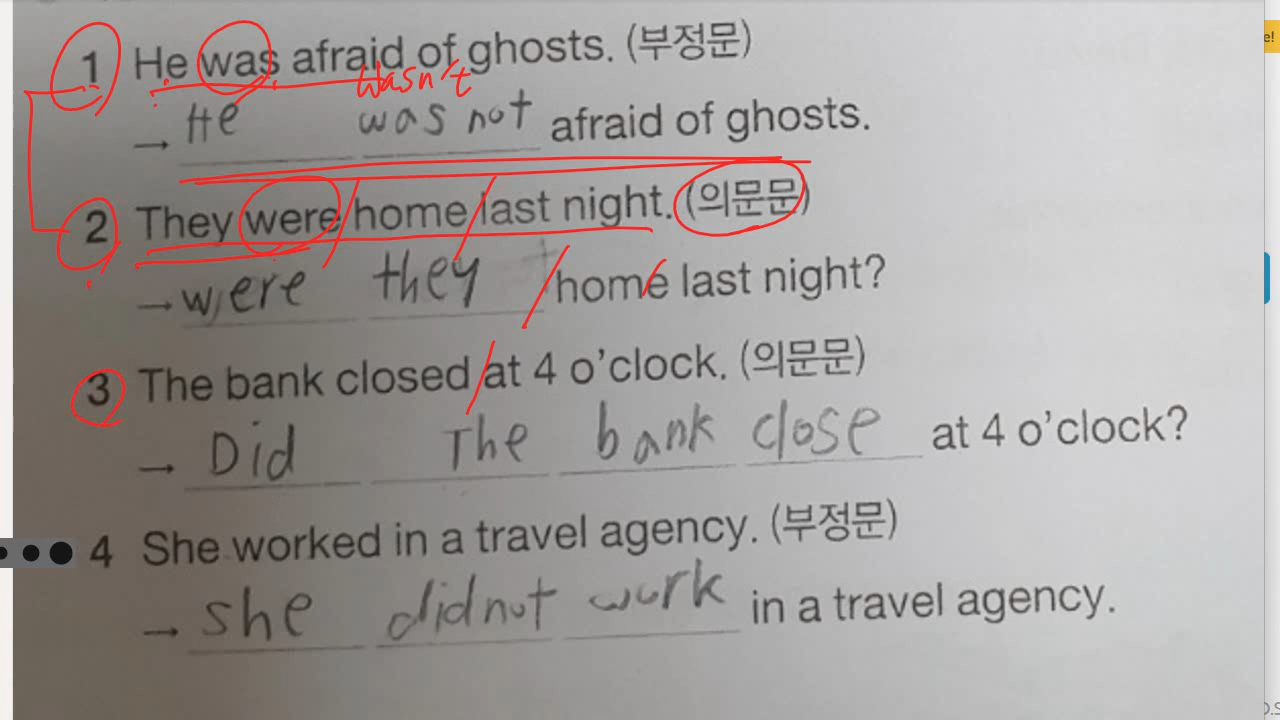 1 He was afraid of ghosts. (부정문)
wasn't
→ He was not afraid of ghosts.
2 They were home last night. (의문문)
→ were they home last night?
3 The bank closed at 4 o'clock. (의문문)
→ Did The bank close at 4 o'clock?
4 She worked in a travel agency. (부정문)
→ she did not work in a travel agency.